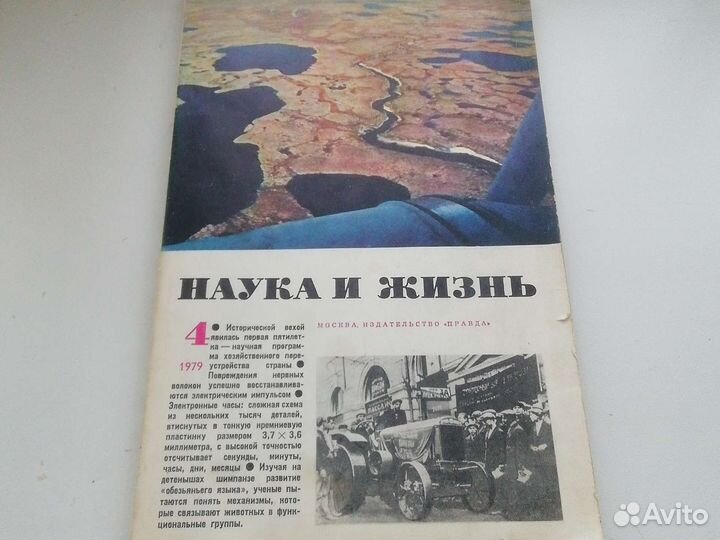 НАУКА И ЖИЗНЬ
МОСКВА, ИЗДАТЕЛЬСТВО «ПРАВДА»
4
1979
● Исторической вехой
явилась первая пятилет-
ка — научная програм-
ма хозяйственного пере-
устройства страны ●
Повреждения нервных
волокон успешно восстанавлива-
ются электрическим импульсом ●
Электронные часы: сложная схема
из нескольких тысяч деталей,
втиснутых в тонкую кремниевую
пластинку размером 3,7 × 3,6
миллиметра, с высокой точностью
отсчитывает секунды, минуты,
часы, дни, месяцы ● Изучая на
детенышах шимпанзе развитие
«обезьяньего языка», ученые пы-
таются понять механизмы, кото-
рые связывают животных в функ-
циональные группы.
Avito